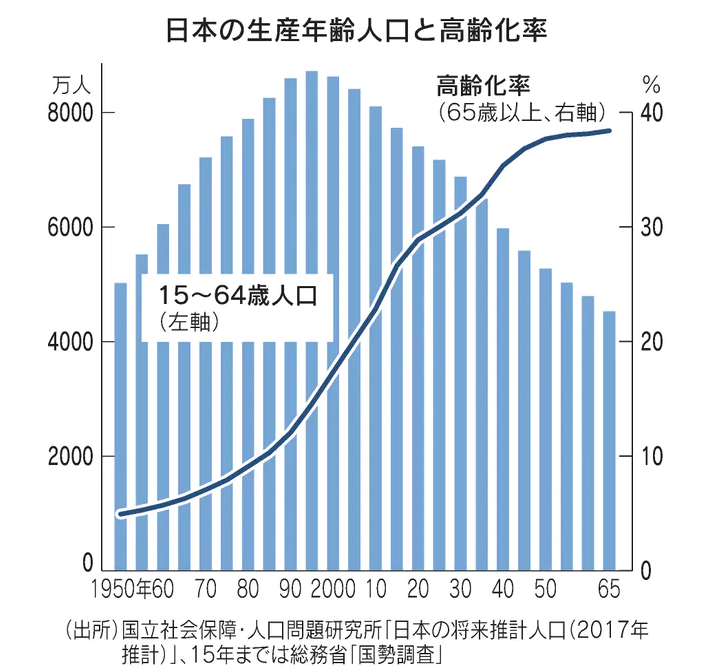 日本の生産年齢人口と高齢化率
万人
高齢化率
(65歳以上、右軸)
%
8000
40
6000
30
15〜64歳人口
(左軸)
4000
20
2000
10
0
0
1950年60 70 80 90 2000 10 20 30 40 50 65
(出所)国立社会保障・人口問題研究所「日本の将来推計人口(2017年
推計)」、15年までは総務省「国勢調査」